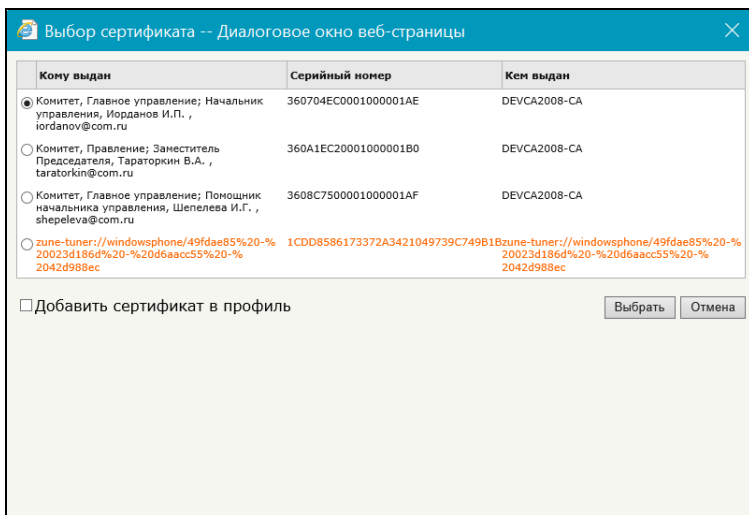 Выбор сертификата -- Диалоговое окно веб-страницы
Кому выдан Серийный номер Кем выдан
Комитет, Главное управление; Начальник 360704EC0001000001AE DEVCA2008-CA
управления, Иорданов И.П. ,
iordanov@com.ru
Комитет, Правление; Заместитель 360A1EC20001000001B0 DEVCA2008-CA
Председателя, Тараторкин В.А. ,
taratorkin@com.ru
Комитет, Главное управление; Помощник 3608C7500001000001AF DEVCA2008-CA
начальника управления, Шепелева И.Г. ,
shepeleva@com.ru
zune-tuner://windowsphone/49fdae85%20-% 1CDD8586173372A3421049739C749B1B zune-tuner://windowsphone/49fdae85%20-%
20023d186d%20-%20d6aacc55%20-% 20023d186d%20-%20d6aacc55%20-%
2042d988ec 2042d988ec
Добавить сертификат в профиль Выбрать Отмена